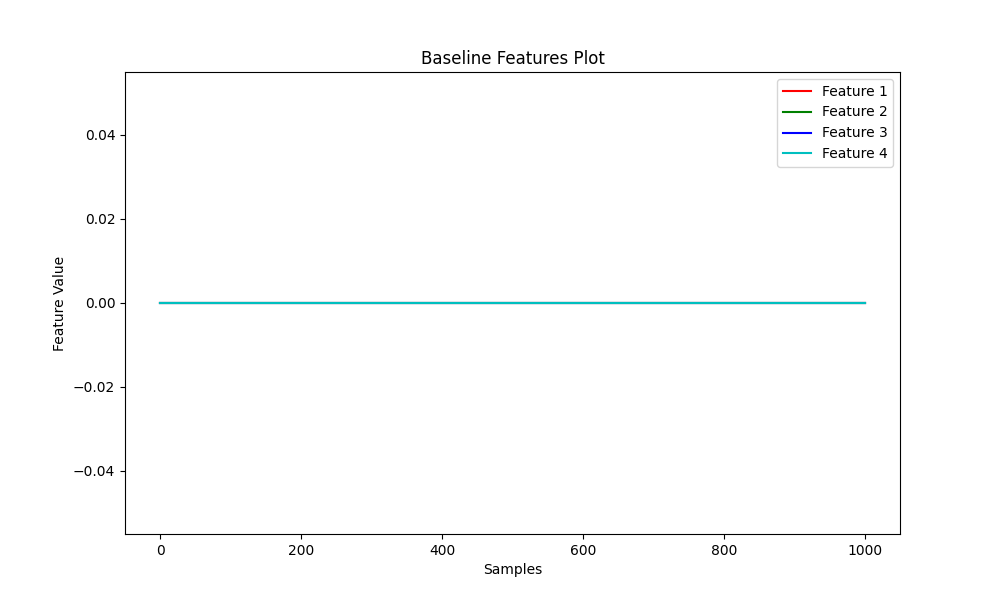 Baseline Features Plot
Feature 1
Feature 2
Feature 3
Feature 4
0.04
0.02
0.00
−0.02
−0.04
Feature Value
0 200 400 600 800 1000
Samples